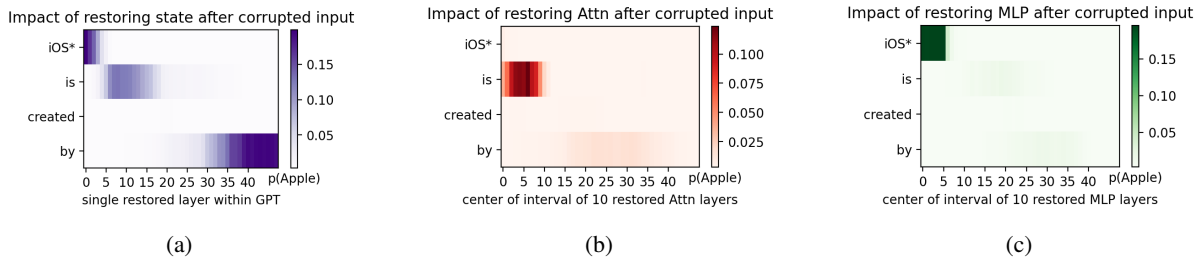 Impact of restoring state after corrupted input
iOS*
is
created
by
0 5 10 15 20 25 30 35 40
single restored layer within GPT
0.15
0.10
0.05
p(Apple)
(a)
Impact of restoring Attn after corrupted input
iOS*
is
created
by
0 5 10 15 20 25 30 35 40
center of interval of 10 restored Attn layers
0.100
0.075
0.050
0.025
p(Apple)
(b)
Impact of restoring MLP after corrupted input
iOS*
is
created
by
0 5 10 15 20 25 30 35 40
center of interval of 10 restored MLP layers
0.15
0.10
0.05
p(Apple)
(c)